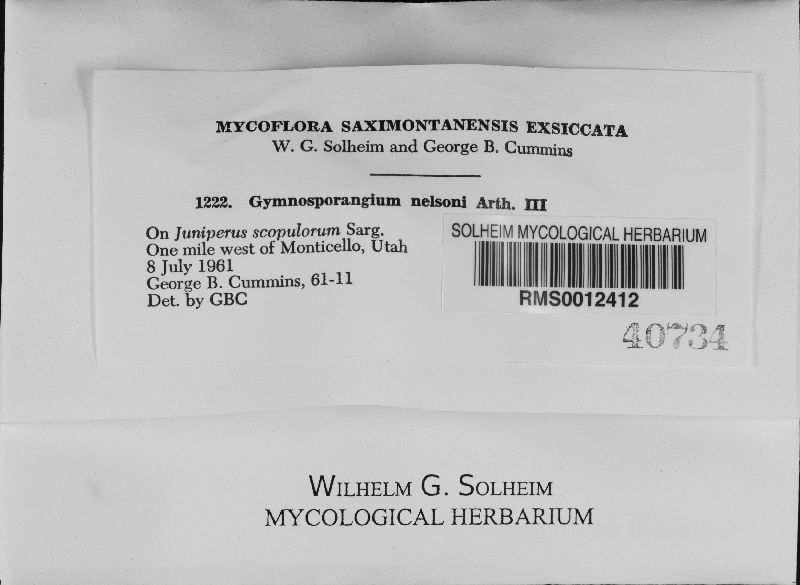 MYCOFLORA SAXIMONTANENSIS EXSICCATA
W. G. Solheim and George B. Cummins
1222. Gymnosporangium nelsoni Arth. III
On Juniperus scopulorum Sarg.
One mile west of Monticello, Utah
8 July 1961
George B. Cummins, 61-11
Det. by GBC
SOLHEIM MYCOLOGICAL HERBARIUM
RMS0012412
40734
WILHELM G. SOLHEIM
MYCOLOGICAL HERBARIUM